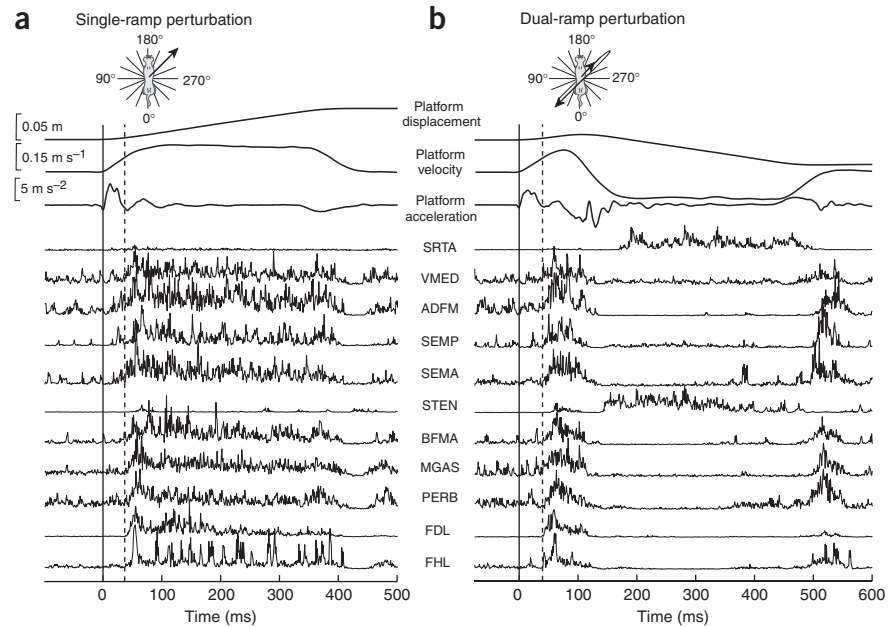 a
Single-ramp perturbation
180°
90°
270°
0°
0.05 m
0.15 m s–1
5 m s–2
0
100
200
300
400
500
Time (ms)
Platform
displacement
Platform
velocity
Platform
acceleration
SRTA
VMED
ADFM
SEMP
SEMA
STEN
BFMA
MGAS
PERB
FDL
FHL
b
Dual-ramp perturbation
180°
90°
270°
0°
0
100
200
300
400
500
600
Time (ms)